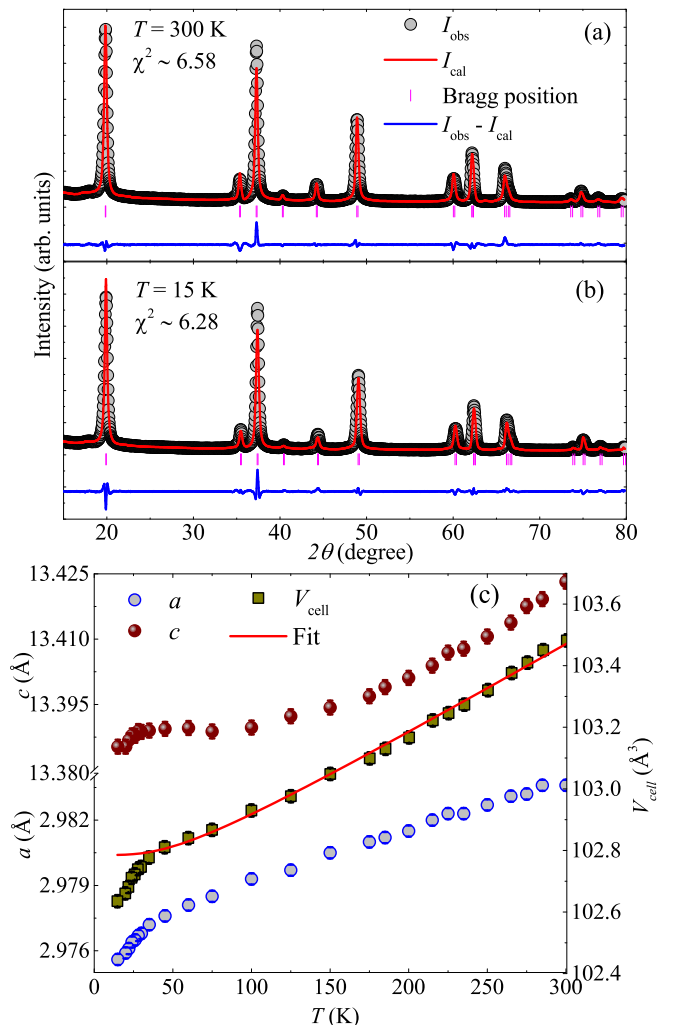 T = 300 K
χ² ~ 6.58
(a)
I_obs
I_cal
Bragg position
I_obs - I_cal
T = 15 K
χ² ~ 6.28
(b)
Intensity (arb. units)
20 30 40 50 60 70 80
2θ (degree)
(c)
a
c
V_cell
Fit
13.425
13.410
13.395
13.380
c (Å)
2.982
2.979
2.976
a (Å)
103.6
103.4
103.2
103.0
102.8
102.6
102.4
V_cell (Å³)
0 50 100 150 200 250 300
T (K)